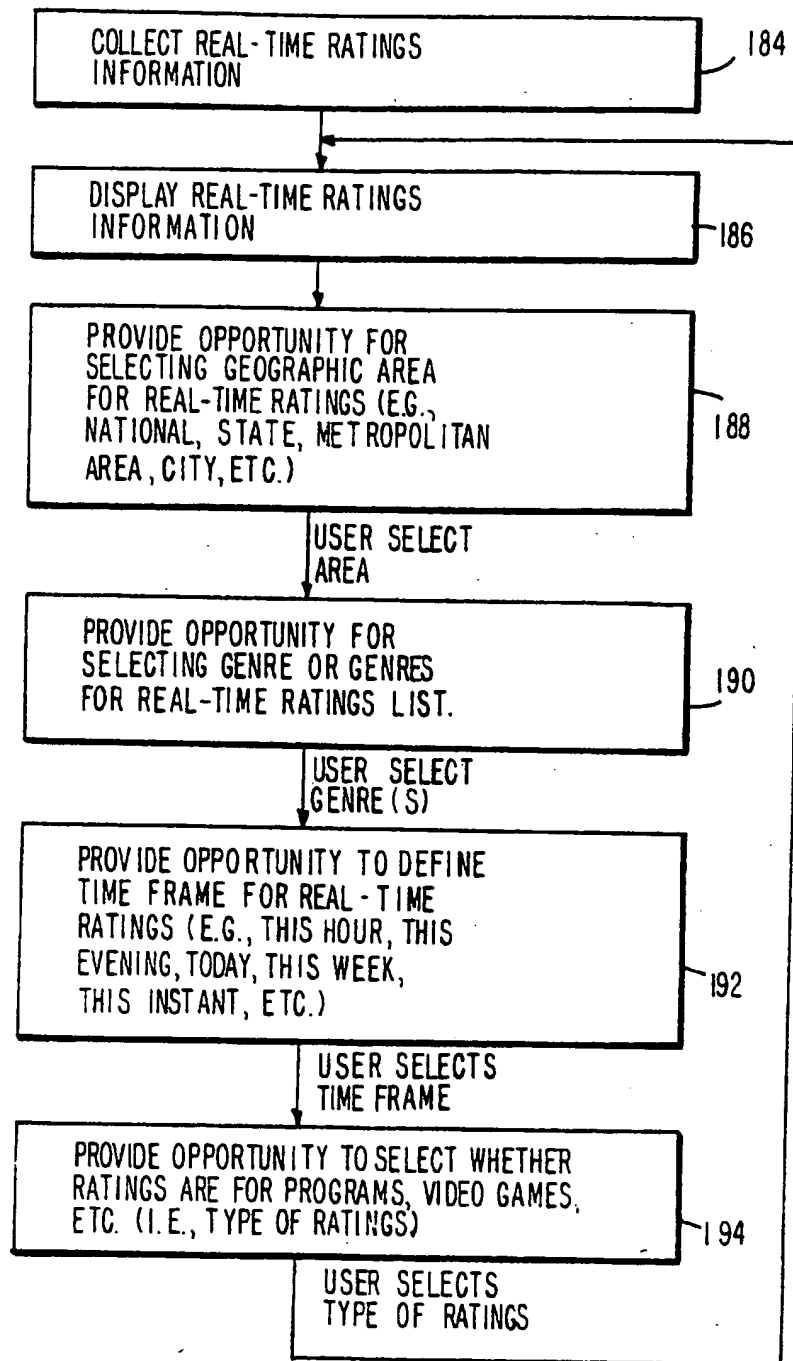 COLLECT REAL-TIME RATINGS
INFORMATION
184
DISPLAY REAL-TIME RATINGS
INFORMATION
186
PROVIDE OPPORTUNITY FOR
SELECTING GEOGRAPHIC AREA
FOR REAL-TIME RATINGS (E.G.,
NATIONAL, STATE, METROPOLITAN
AREA, CITY, ETC.)
188
USER SELECT
AREA
PROVIDE OPPORTUNITY FOR
SELECTING GENRE OR GENRES
FOR REAL-TIME RATINGS LIST.
190
USER SELECT
GENRE(S)
PROVIDE OPPORTUNITY TO DEFINE
TIME FRAME FOR REAL-TIME
RATINGS (E.G., THIS HOUR, THIS
EVENING, TODAY, THIS WEEK,
THIS INSTANT, ETC.)
192
USER SELECTS
TIME FRAME
PROVIDE OPPORTUNITY TO SELECT WHETHER
RATINGS ARE FOR PROGRAMS, VIDEO GAMES,
ETC. (I.E., TYPE OF RATINGS)
194
USER SELECTS
TYPE OF RATINGS